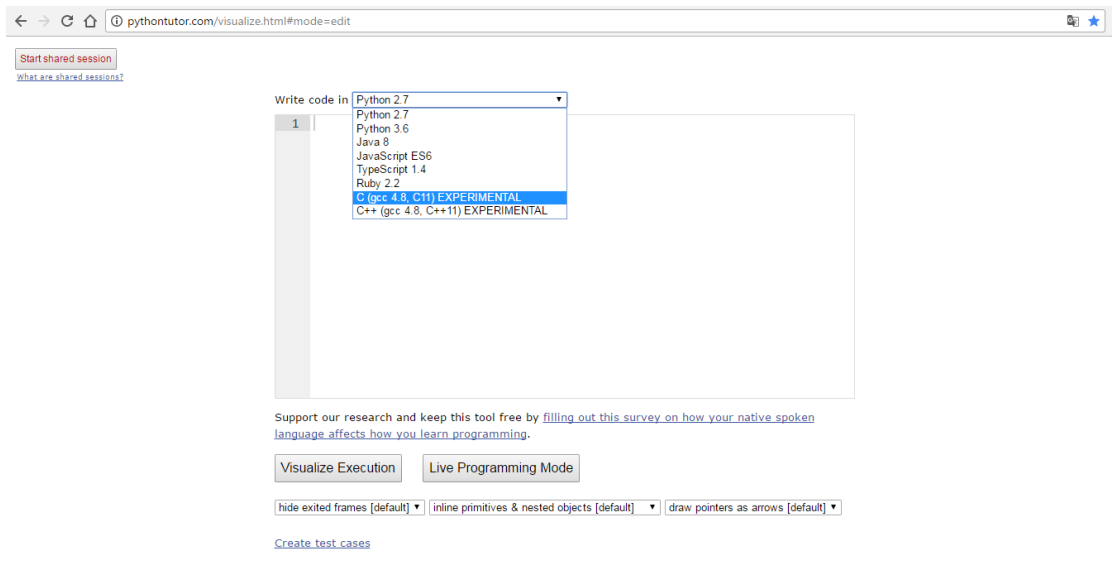 pythontutor.com/visualize.html#mode=edit
Start shared session
What are shared sessions?
Write code in Python 2.7
Python 2.7
Python 3.6
Java 8
JavaScript ES6
TypeScript 1.4
Ruby 2.2
C (gcc 4.8, C11) EXPERIMENTAL
C++ (gcc 4.8, C++11) EXPERIMENTAL
1
Support our research and keep this tool free by filling out this survey on how your native spoken
language affects how you learn programming.
Visualize Execution Live Programming Mode
hide exited frames [default] inline primitives & nested objects [default] draw pointers as arrows [default]
Create test cases